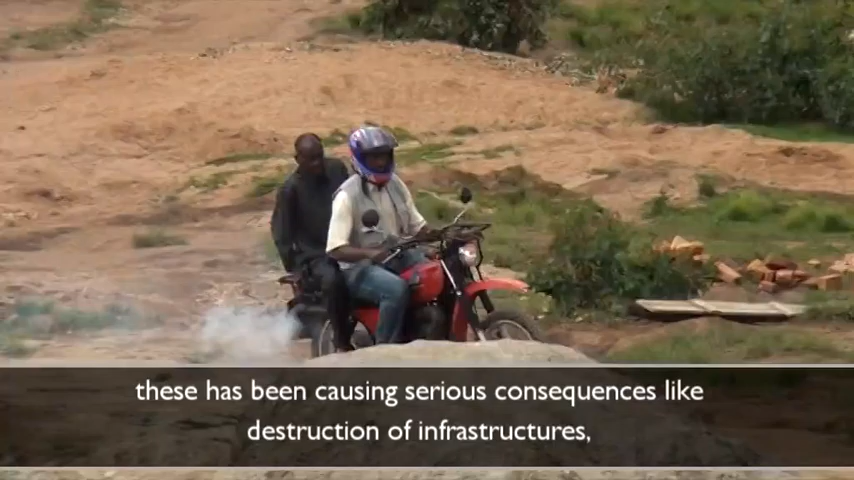 these has been causing serious consequences like
destruction of infrastructures,